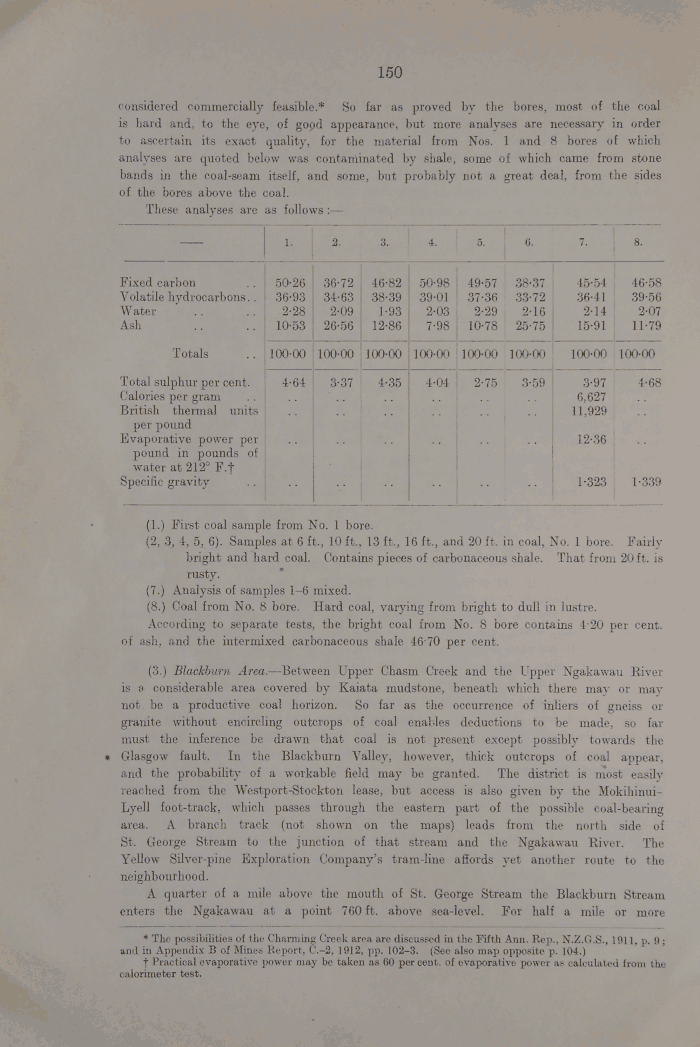 150
considered commercially feasible.* So far as proved by the bores, most of the coal
is hard and, to the eye, of good appearance, but more analyses are necessary in order
to ascertain its exact quality, for the material from Nos. 1 and 8 bores of which
analyses are quoted below was contaminated by shale, some of which came from stone
bands in the coal-seam itself, and some, but probably not a great deal, from the sides
of the bores above the coal.
These analyses are as follows:—
— 1. 2. 3. 4. 5. 6. 7. 8.
Fixed carbon .. 50·26 36·72 46·82 50·98 49·57 38·37 45·54 46·58
Volatile hydrocarbons.. 36·93 34·63 38·39 39·01 37·36 33·72 36·41 39·56
Water .. .. 2·28 2·09 1·93 2·03 2·29 2·16 2·14 2·07
Ash .. .. 10·53 26·56 12·86 7·98 10·78 25·75 15·91 11·79
Totals .. 100·00 100·00 100·00 100·00 100·00 100·00 100·00 100·00
Total sulphur per cent. 4·64 3·37 4·35 4·04 2·75 3·59 3·97 4·68
Calories per gram .. .. .. .. .. .. .. 6,627 ..
British thermal units .. .. .. .. .. .. 11,929 ..
per pound
Evaporative power per .. .. .. .. .. .. 12·36 ..
pound in pounds of
water at 212° F.†
Specific gravity .. .. .. .. .. .. .. 1·323 1·339
(1.) First coal sample from No. 1 bore.
(2, 3, 4, 5, 6). Samples at 6 ft., 10 ft., 13 ft., 16 ft., and 20 ft. in coal, No. 1 bore. Fairly
bright and hard coal. Contains pieces of carbonaceous shale. That from 20 ft. is
rusty.
(7.) Analysis of samples 1–6 mixed.
(8.) Coal from No. 8 bore. Hard coal, varying from bright to dull in lustre.
According to separate tests, the bright coal from No. 8 bore contains 4·20 per cent.
of ash, and the intermixed carbonaceous shale 46·70 per cent.
(3.) Blackburn Area.—Between Upper Chasm Creek and the Upper Ngakawau River
is a considerable area covered by Kaiata mudstone, beneath which there may or may
not be a productive coal horizon. So far as the occurrence of inliers of gneiss or
granite without encircling outcrops of coal enables deductions to be made, so far
must the inference be drawn that coal is not present except possibly towards the
Glasgow fault. In the Blackburn Valley, however, thick outcrops of coal appear,
and the probability of a workable field may be granted. The district is most easily
reached from the Westport-Stockton lease, but access is also given by the Mokihinui-
Lyell foot-track, which passes through the eastern part of the possible coal-bearing
area. A branch track (not shown on the maps) leads from the north side of
St. George Stream to the junction of that stream and the Ngakawau River. The
Yellow Silver-pine Exploration Company's tram-line affords yet another route to the
neighbourhood.
A quarter of a mile above the mouth of St. George Stream the Blackburn Stream
enters the Ngakawau at a point 760 ft. above sea-level. For half a mile or more
* The possibilities of the Charming Creek area are discussed in the Fifth Ann. Rep., N.Z.G.S., 1911, p. 9;
and in Appendix B of Mines Report, C.–2, 1912, pp. 102–3. (See also map opposite p. 104.)
† Practical evaporative power may be taken as 60 per cent. of evaporative power as calculated from the
calorimeter test.